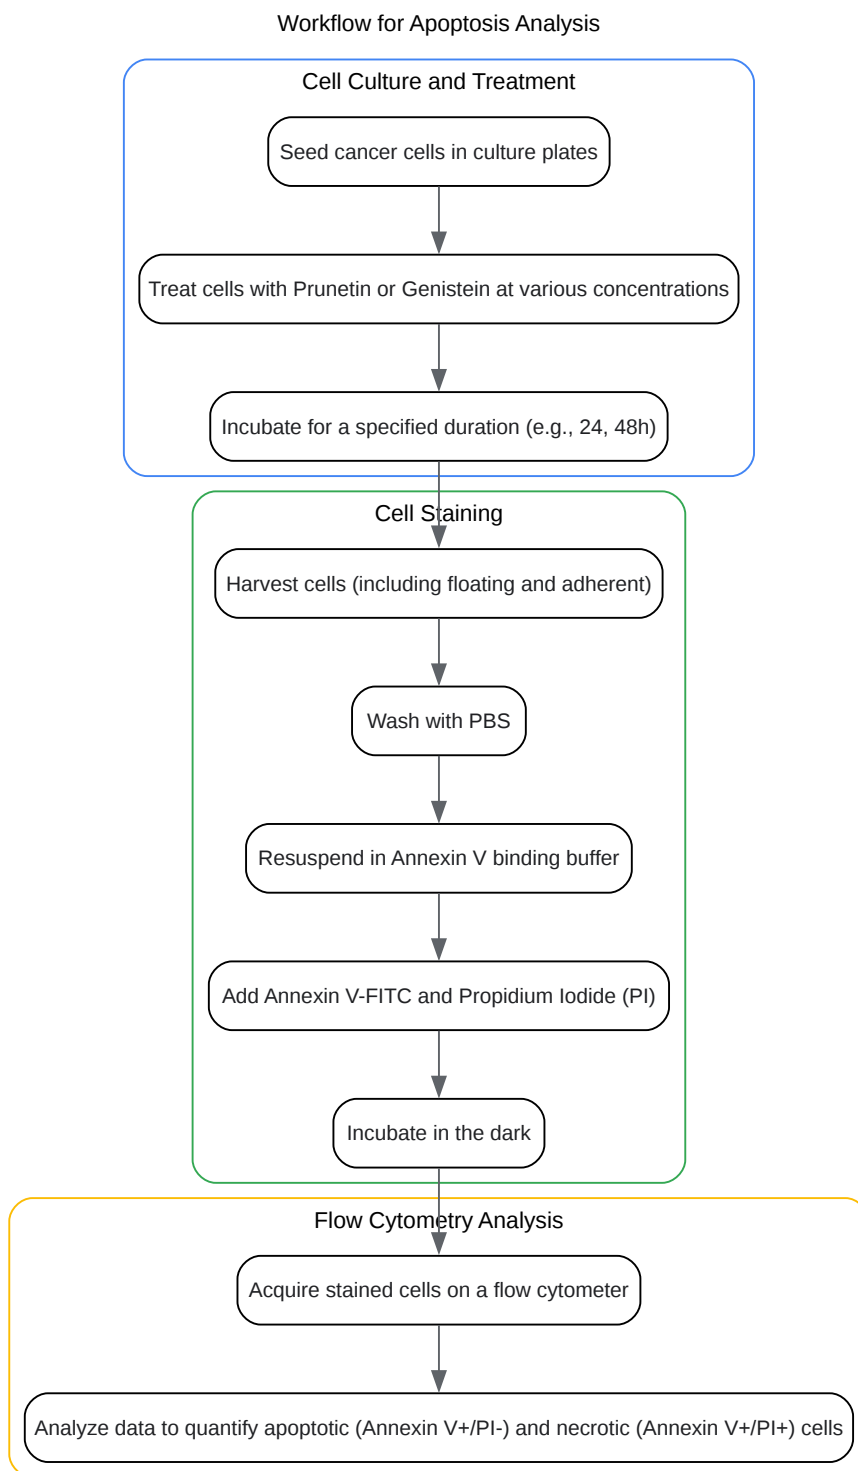 Workflow for Apoptosis Analysis
Cell Culture and Treatment
Seed cancer cells in culture plates
Treat cells with Prunetin or Genistein at various concentrations
Incubate for a specified duration (e.g., 24, 48h)
Cell Staining
Harvest cells (including floating and adherent)
Wash with PBS
Resuspend in Annexin V binding buffer
Add Annexin V-FITC and Propidium Iodide (PI)
Incubate in the dark
Flow Cytometry Analysis
Acquire stained cells on a flow cytometer
Analyze data to quantify apoptotic (Annexin V+/PI-) and necrotic (Annexin V+/PI+) cells